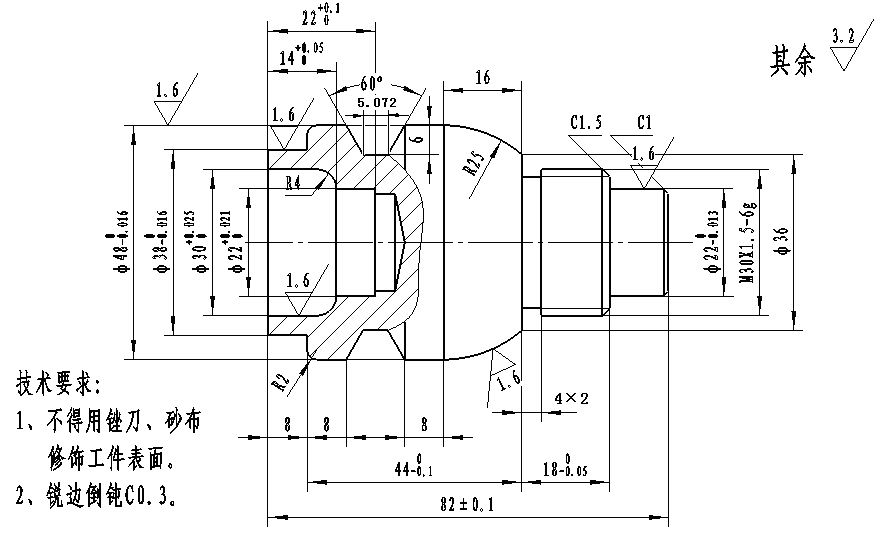 22 +0.1 0
14 +0.05 0
60°
5.072
16
其余 3.2
1.6
1.6
6
R25
C1.5
C1
1.6
R4
φ48 0 -0.016
φ38 0 -0.016
φ30 +0.025 0
φ22 +0.021 0
φ22 0 -0.013
M30X1.5-6g
φ36
1.6
R2
1.6
4×2
技术要求:
1、不得用锉刀、砂布
修饰工件表面。
2、锐边倒钝C0.3。
8
8
8
44 0 -0.1
18 0 -0.05
82±0.1